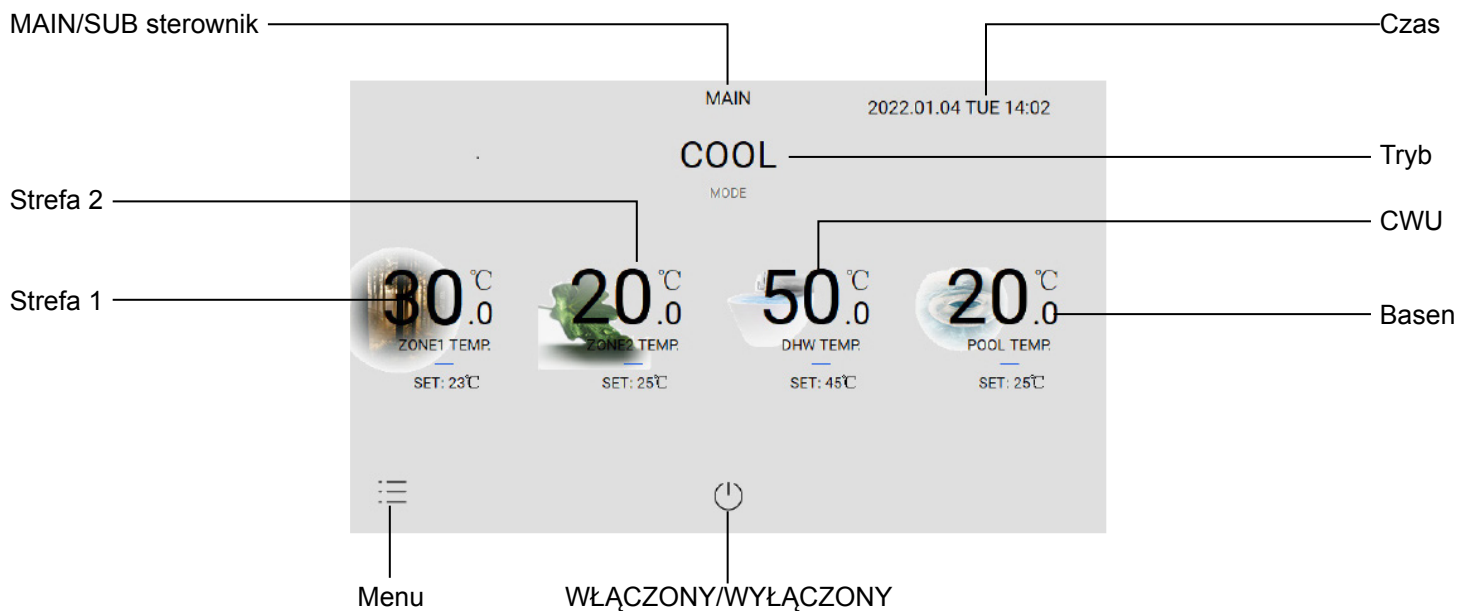 MAIN/SUB sterownik
Czas
MAIN
2022.01.04 TUE 14:02
COOL
Tryb
MODE
Strefa 2
CWU
30.0℃
20.0℃
50.0℃
20.0℃
Strefa 1
Basen
ZONE1 TEMP.
ZONE2 TEMP.
DHW TEMP.
POOL TEMP.
SET: 23℃
SET: 25℃
SET: 45℃
SET: 25℃
Menu
WŁĄCZONY/WYŁĄCZONY